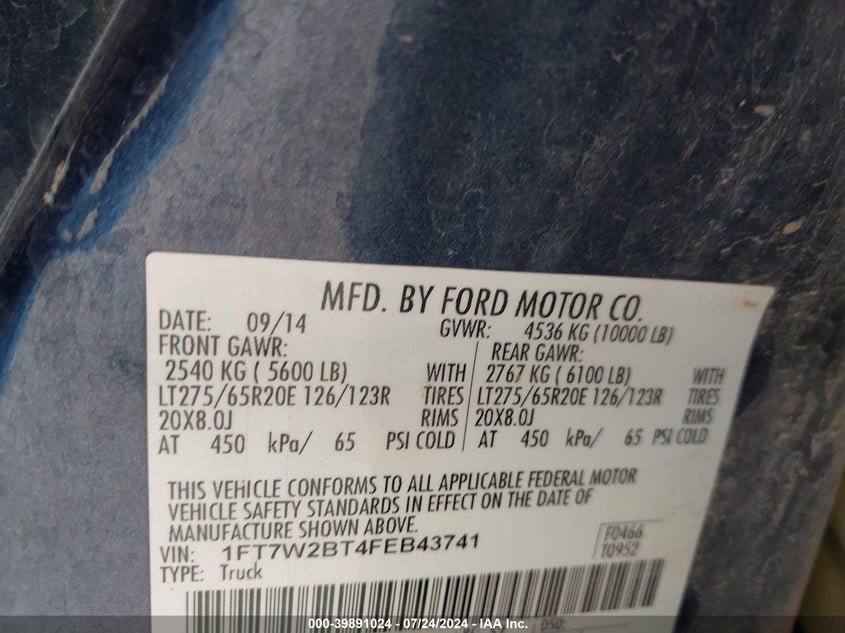 MFD. BY FORD MOTOR CO.
DATE: 09/14 GVWR: 4536 KG (10000 LB)
FRONT GAWR: REAR GAWR:
2540 KG ( 5600 LB) WITH 2767 KG ( 6100 LB) WITH
LT275/65R20E 126/123R TIRES LT275/65R20E 126/123R TIRES
20X8.0J RIMS 20X8.0J RIMS
AT 450 kPa/ 65 PSI COLD AT 450 kPa/ 65 PSI COLD
THIS VEHICLE CONFORMS TO ALL APPLICABLE FEDERAL MOTOR
VEHICLE SAFETY STANDARDS IN EFFECT ON THE DATE OF
MANUFACTURE SHOWN ABOVE.
VIN: 1FT7W2BT4FEB43741
F0466
T0952
TYPE: Truck
DSO:
000-39891024 - 07/24/2024 - IAA Inc.